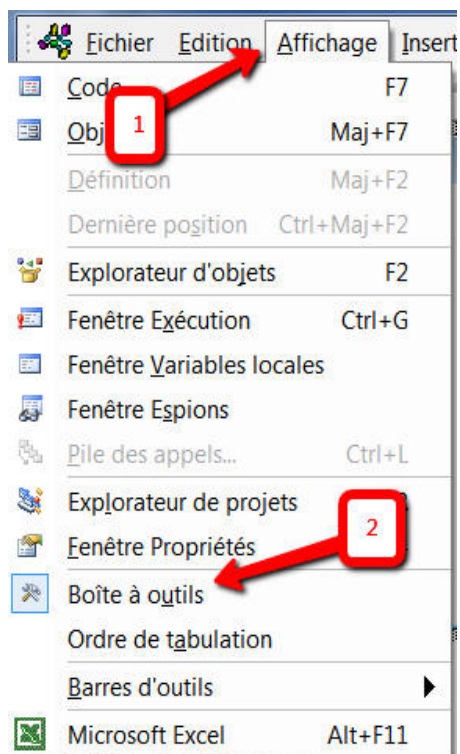 Fichier Edition Affichage Insert
Code F7
1
Obj Maj+F7
Définition Maj+F2
Dernière position Ctrl+Maj+F2
Explorateur d'objets F2
Fenêtre Exécution Ctrl+G
Fenêtre Variables locales
Fenêtre Espions
Pile des appels... Ctrl+L
Explorateur de projets
2
Fenêtre Propriétés
Boîte à outils
Ordre de tabulation
Barres d'outils
Microsoft Excel Alt+F11